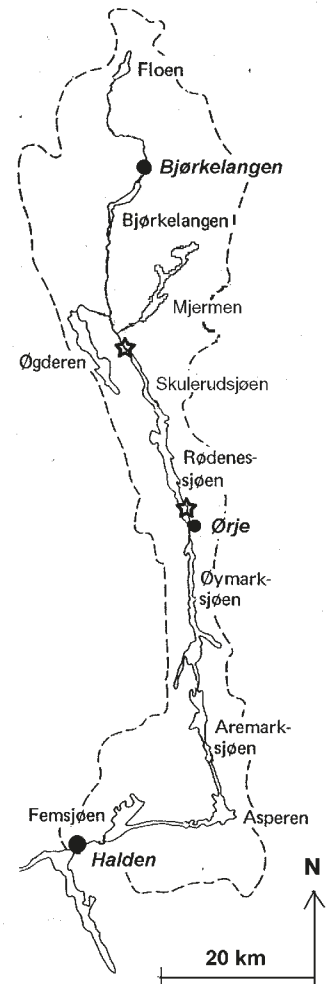 Floen
Bjørkelangen
Bjørkelangen
Mjermen
Øgderen
Skulerudsjøen
Rødenes-
sjøen
Ørje
Øymark-
sjøen
Aremark-
sjøen
Femsjøen
Asperen
Halden
N
20 km